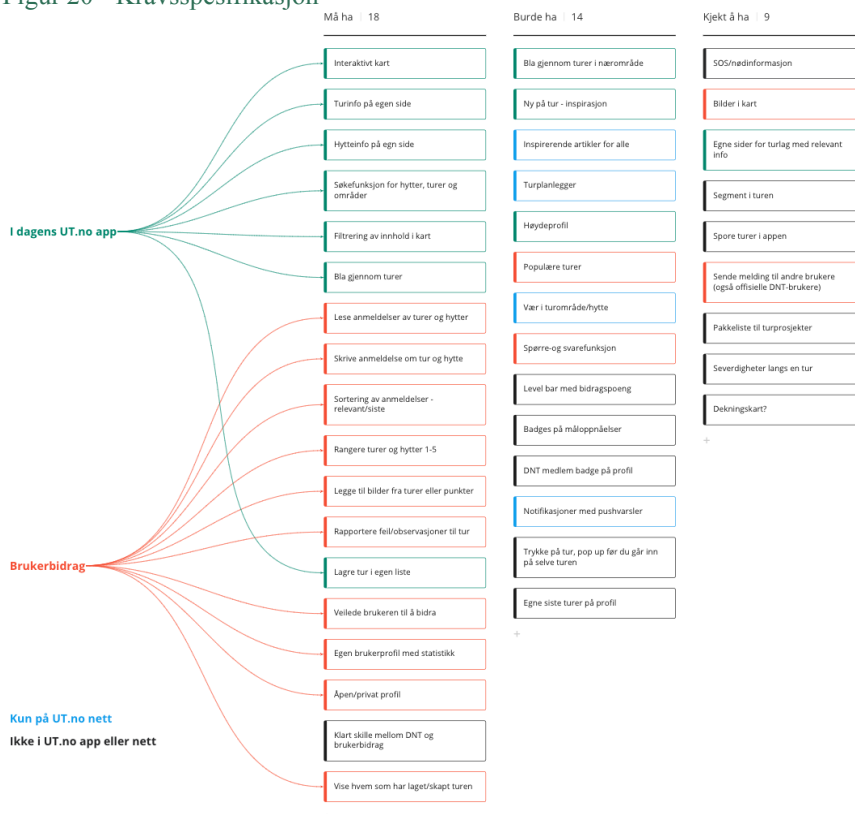 Figur 20 - Kravsspesifikasjon
Må ha | 18
Interaktivt kart
Turinfo på egen side
Hytteinfo på egn side
Søkefunksjon for hytter, turer og
områder
Filtrering av innhold i kart
Bla gjennom turer
Lese anmeldelser av turer og hytter
Skrive anmeldelse om tur og hytte
Sortering av anmeldelser -
relevant/siste
Rangere turer og hytter 1-5
Legge til bilder fra turer eller punkter
Rapportere feil/observasjoner til tur
Lagre tur i egen liste
Veilede brukeren til å bidra
Egen brukerprofil med statistikk
Åpen/privat profil
Klart skille mellom DNT og
brukerbidrag
Vise hvem som har laget/skapt turen
Burde ha | 14
Bla gjennom turer i nærområde
Ny på tur - inspirasjon
Inspirerende artikler for alle
Turplanlegger
Høydeprofil
Populære turer
Vær i turområde/hytte
Spørre-og svarefunksjon
Level bar med bidragspoeng
Badges på måloppnåelser
DNT medlem badge på profil
Notifikasjoner med pushvarsler
Trykke på tur, pop up før du går inn
på selve turen
Egne siste turer på profil
+
Kjekt å ha | 9
SOS/nødinformasjon
Bilder i kart
Egne sider for turlag med relevant
info
Segment i turen
Spore turer i appen
Sende melding til andre brukere
(også offisielle DNT-brukere)
Pakkeliste til turprosjekter
Severdigheter langs en tur
Dekningskart?
+
I dagens UT.no app
Brukerbidrag
Kun på UT.no nett
Ikke i UT.no app eller nett